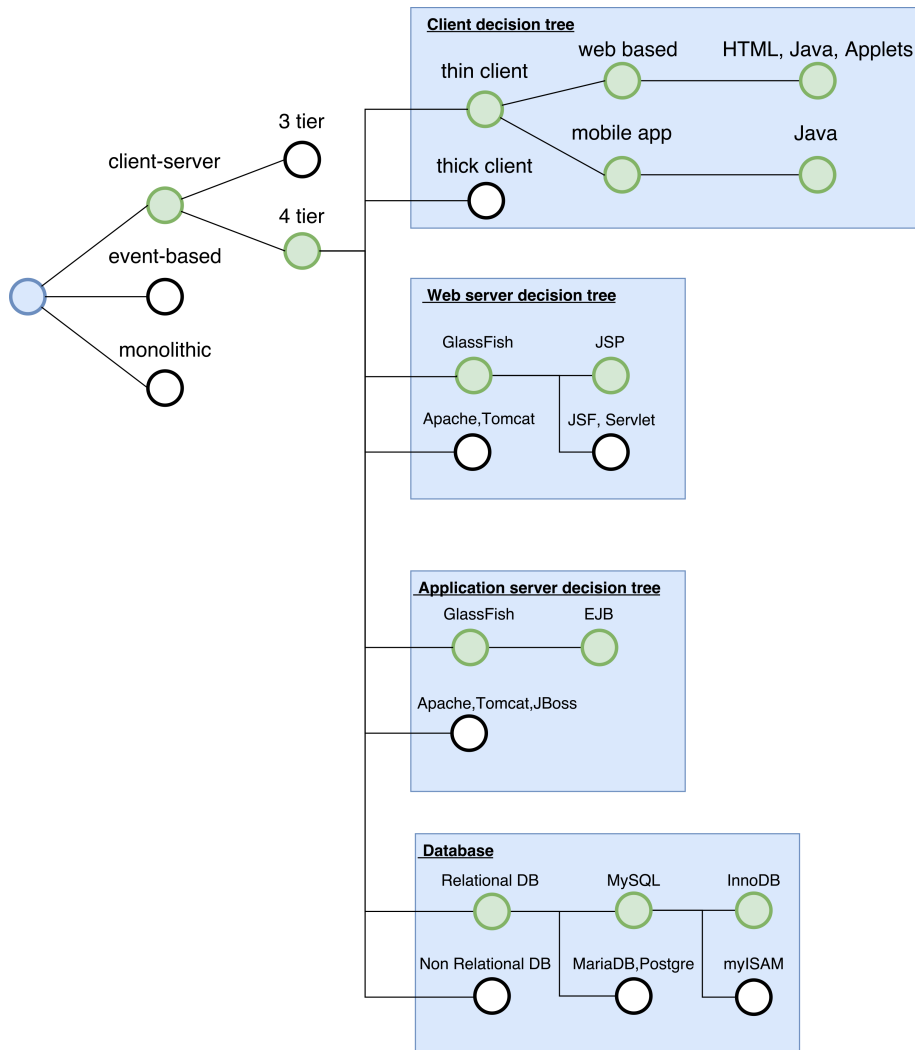 client-server
3 tier
4 tier
event-based
monolithic
Client decision tree
thin client
web based
HTML, Java, Applets
mobile app
Java
thick client
Web server decision tree
GlassFish
JSP
Apache,Tomcat
JSF, Servlet
Application server decision tree
GlassFish
EJB
Apache,Tomcat,JBoss
Database
Relational DB
MySQL
InnoDB
Non Relational DB
MariaDB,Postgre
myISAM